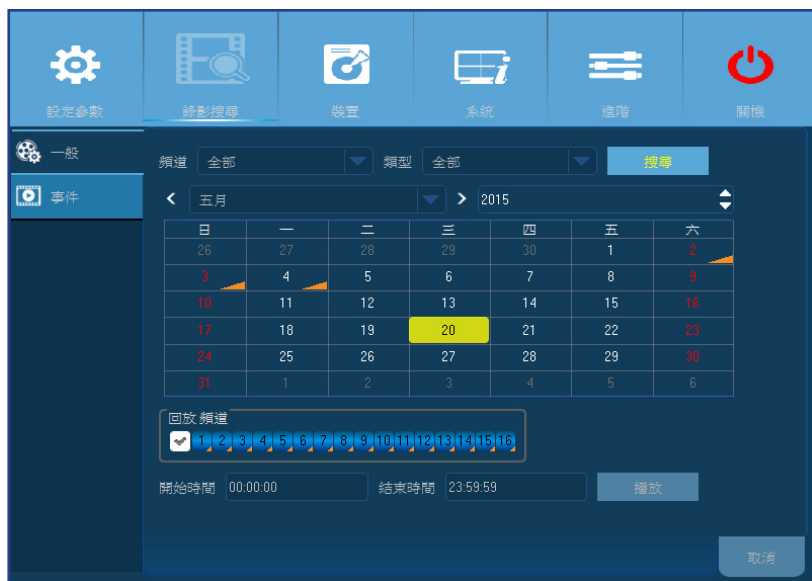 設定參數 錄影搜尋 裝置 系統 進階 關機
一般
事件
頻道 全部 類型 全部 搜尋
五月 2015
日 一 二 三 四 五 六
26 27 28 29 30 1 2
3 4 5 6 7 8 9
10 11 12 13 14 15 16
17 18 19 20 21 22 23
24 25 26 27 28 29 30
31 1 2 3 4 5 6
回放 頻道
1 2 3 4 5 6 7 8 9 10 11 12 13 14 15 16
開始時間 00:00:00 結束時間 23:59:59 播放
取消